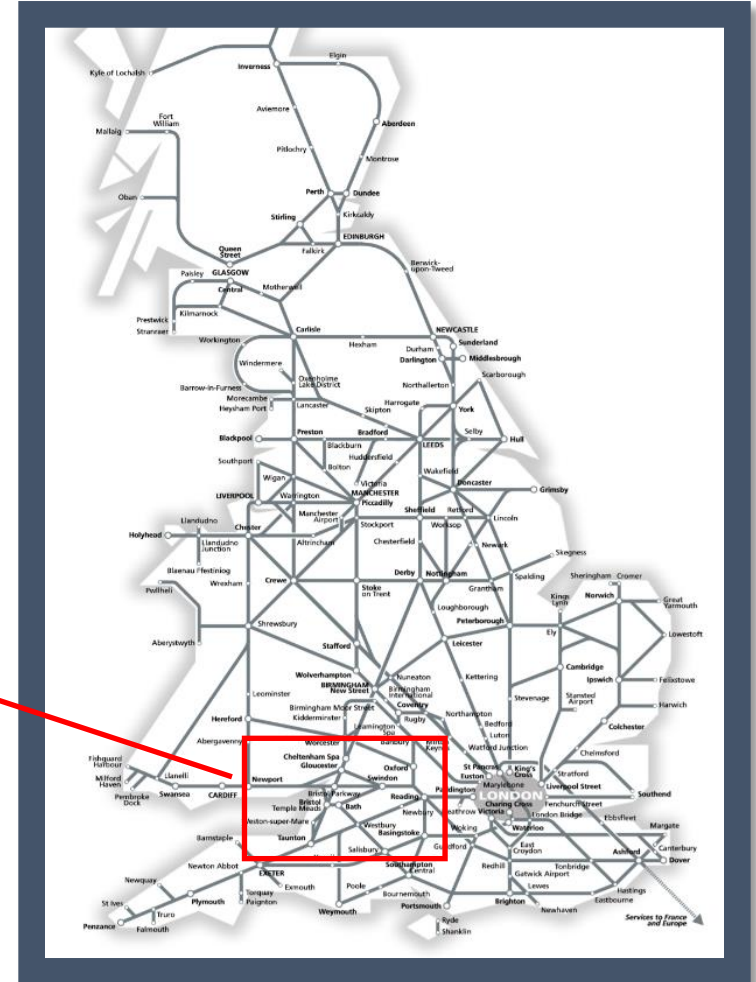 Elgin
Inverness
Kyle of Lochalsh
Aviemore
Fort
William
Aberdeen
Mallaig
Pitlochry
Montrose
Perth
Dundee
Oban
Stirling
Kirkcaldy
EDINBURGH
Queen
Street
Falkirk
Berwick-
upon-Tweed
Paisley
GLASGOW
Central
Motherwell
Prestwick
Kilmarnock
Stranraer
Carlisle
NEWCASTLE
Workington
Hexham
Sunderland
Durham
Darlington
Middlesbrough
Windermere
Scarborough
Oxenholme
Lake District
Barrow-in-Furness
Northallerton
Morecambe
Lancaster
Harrogate
Heysham Port
Skipton
York
Blackpool
Preston
Bradford
Selby
Blackburn
LEEDS
Hull
Southport
Huddersfield
Bolton
Wakefield
Wigan
Victoria
Doncaster
MANCHESTER
LIVERPOOL
Warrington
Piccadilly
Grimsby
Manchester
Airport
Sheffield
Retford
Llandudno
Stockport
Worksop
Lincoln
Holyhead
Chester
Llandudno
Junction
Altrincham
Chesterfield
Newark
Skegness
Blaenau Ffestiniog
Derby
Nottingham
Spalding
Sheringham
Cromer
Pwllheli
Wrexham
Crewe
Stoke
on Trent
Grantham
Kings
Lynn
Norwich
Great
Yarmouth
Loughborough
Shrewsbury
Peterborough
Ely
Lowestoft
Aberystwyth
Stafford
Leicester
Wolverhampton
Cambridge
BIRMINGHAM
New Street
Nuneaton
Kettering
Ipswich
Felixstowe
Birmingham
International
Leominster
Stevenage
Stansted
Airport
Birmingham Moor Street
Coventry
Harwich
Hereford
Kidderminster
Rugby
Northampton
Leamington
Spa
Bedford
Colchester
Abergavenny
Worcester
Banbury
Milton
Keynes
Luton
Watford Junction
Chelmsford
Fishguard
Harbour
Cheltenham Spa
Gloucester
Oxford
St Pancras
King's
Cross
Euston
Stratford
Llanelli
Milford
Haven
Newport
Swindon
Marylebone
Liverpool Street
Pembroke
Dock
Swansea
CARDIFF
Bristol Parkway
Reading
Paddington
LONDON
Southend
Bristol
Temple Meads
Bath
Charing Cross
Fenchurch Street
Newbury
Heathrow
Victoria
London Bridge
Ebbsfleet
Weston-super-Mare
Waterloo
Margate
Barnstaple
Taunton
Westbury
Basingstoke
Woking
East
Croydon
Canterbury
Salisbury
Guildford
Newton Abbot
Southampton
Central
Redhill
Tonbridge
Ashford
Dover
EXETER
Gatwick Airport
Newquay
Exmouth
Poole
Lewes
Hastings
Torquay
Paignton
Bournemouth
Eastbourne
St Ives
Plymouth
Weymouth
Portsmouth
Brighton
Newhaven
Truro
Penzance
Falmouth
Ryde
Shanklin
Services to France
and Europe